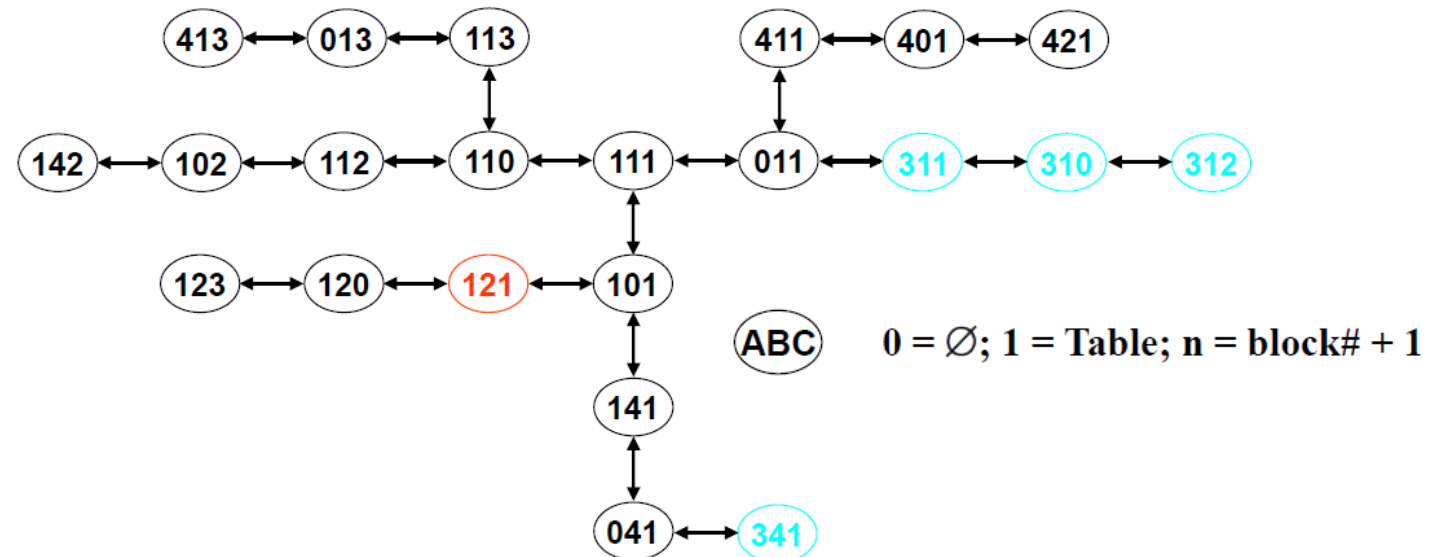 413 013 113 411 401 421
142 102 112 110 111 011 311 310 312
123 120 121 101
ABC 0 = ∅; 1 = Table; n = block# + 1
141
041 341